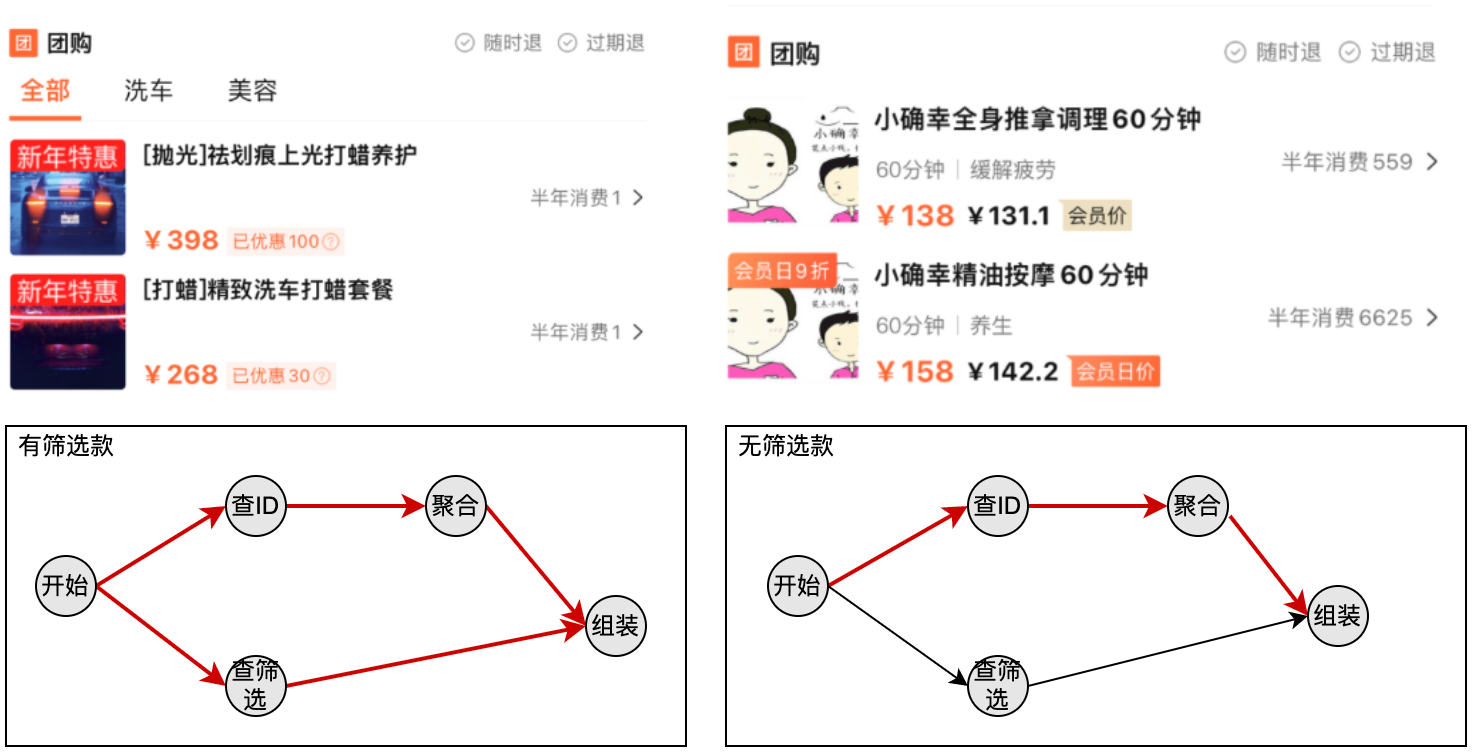 团 团购 随时退 过期退
全部 洗车 美容
新年特惠
[抛光]祛划痕上光打蜡养护
半年消费1
¥398 已优惠100?
新年特惠
[打蜡]精致洗车打蜡套餐
半年消费1
¥268 已优惠30?
团 团购 随时退 过期退
小确幸全身推拿调理60分钟
60分钟 缓解疲劳
半年消费559
¥138 ¥131.1 会员价
会员日9折
小确幸精油按摩60分钟
60分钟 养生
半年消费6625
¥158 ¥142.2 会员日价
有筛选款
查ID
聚合
开始
组装
查筛
选
无筛选款
查ID
聚合
开始
组装
查筛
选